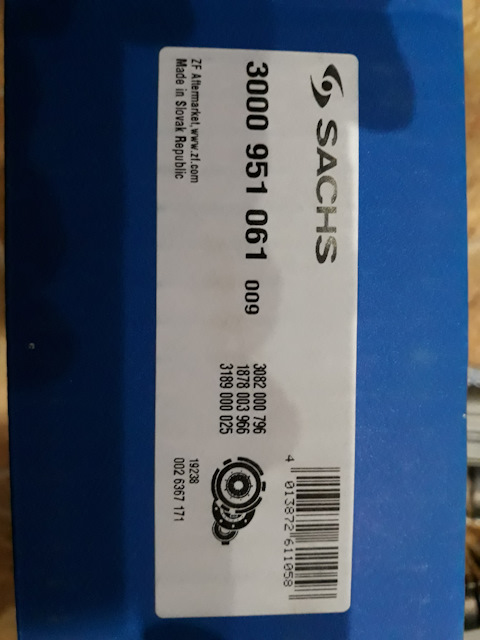 SACHS
3000 951 061 009
ZF Aftermarket, www.zf.com
Made in Slovak Republic
3082 000 796
1878 003 966
3189 000 025
19238
002 6367 171
4 013872 611058